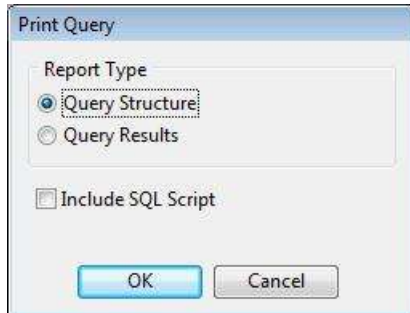 Print Query
Report Type
Query Structure
Query Results
Include SQL Script
OK Cancel